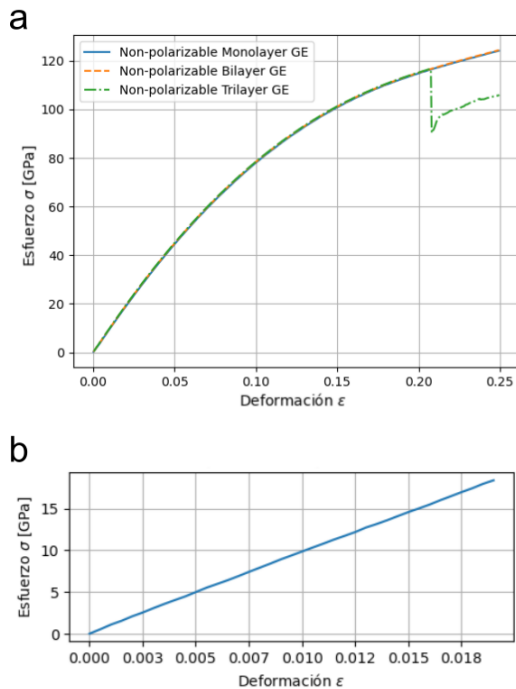 a
Non-polarizable Monolayer GE
Non-polarizable Bilayer GE
Non-polarizable Trilayer GE
Esfuerzo σ [GPa]
120
100
80
60
40
20
0
0.00 0.05 0.10 0.15 0.20 0.25
Deformación ε
b
Esfuerzo σ [GPa]
15
10
5
0
0.000 0.003 0.005 0.007 0.010 0.012 0.015 0.018
Deformación ε